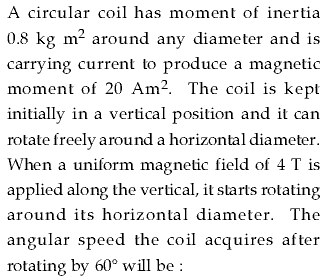 A circular coil has moment of inertia
0.8 kg m² around any diameter and is
carrying current to produce a magnetic
moment of 20 Am². The coil is kept
initially in a vertical position and it can
rotate freely around a horizontal diameter.
When a uniform magnetic field of 4 T is
applied along the vertical, it starts rotating
around its horizontal diameter. The
angular speed the coil acquires after
rotating by 60° will be :